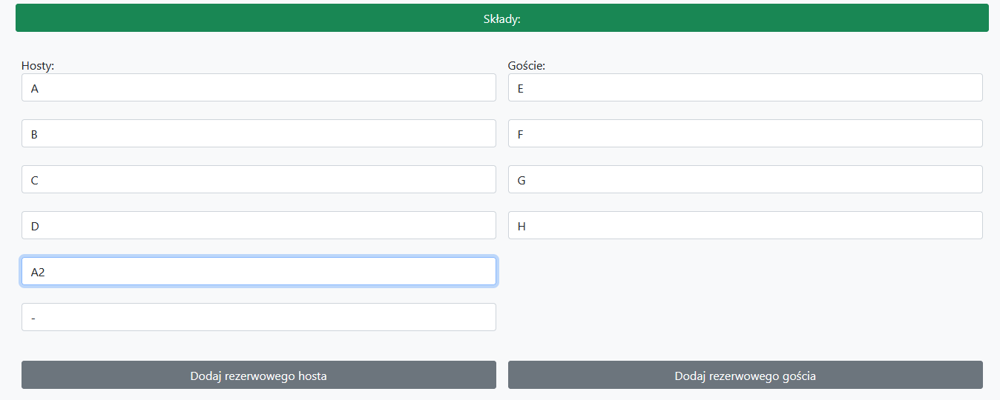 Składy:
Hosty:
Goście:
A
E
B
F
C
G
D
H
A2
-
Dodaj rezerwowego hosta
Dodaj rezerwowego gościa